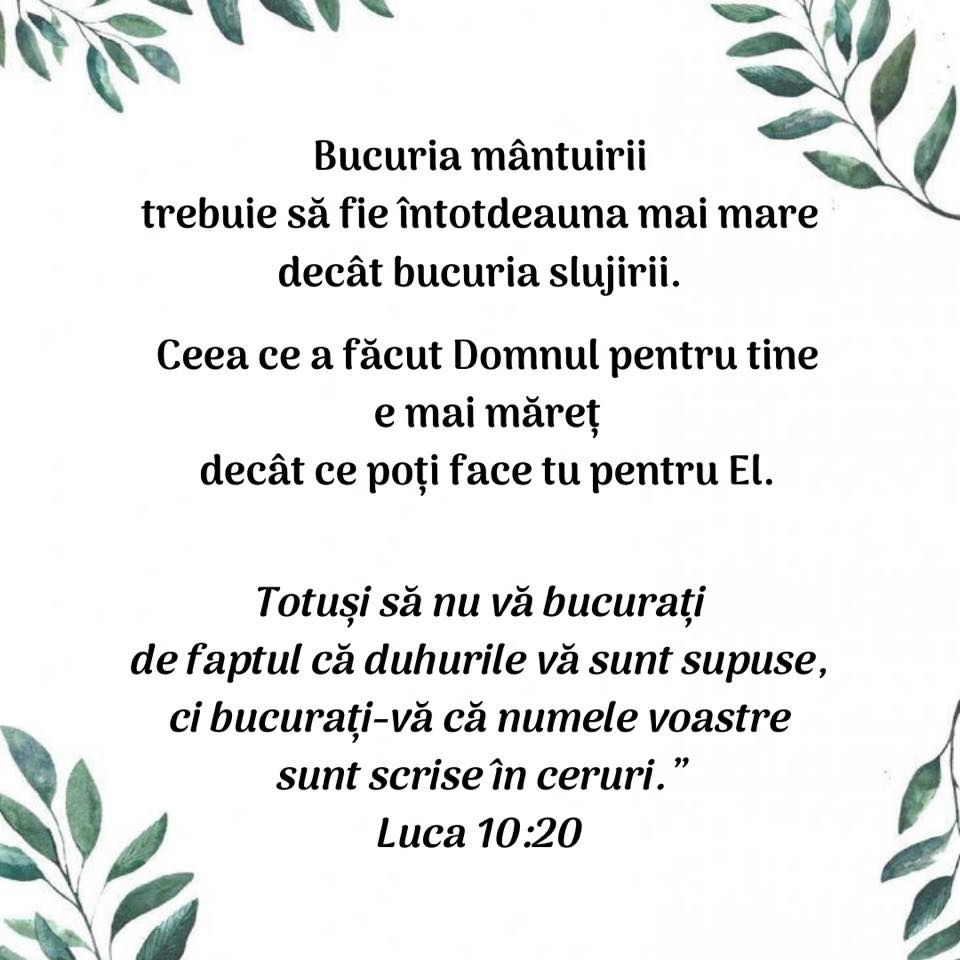 Bucuria mântuirii
trebuie să fie întotdeauna mai mare
decât bucuria slujirii.
Ceea ce a făcut Domnul pentru tine
e mai măreț
decât ce poți face tu pentru El.
Totuși să nu vă bucurați
de faptul că duhurile vă sunt supuse,
ci bucurați-vă că numele voastre
sunt scrise în ceruri.”
Luca 10:20